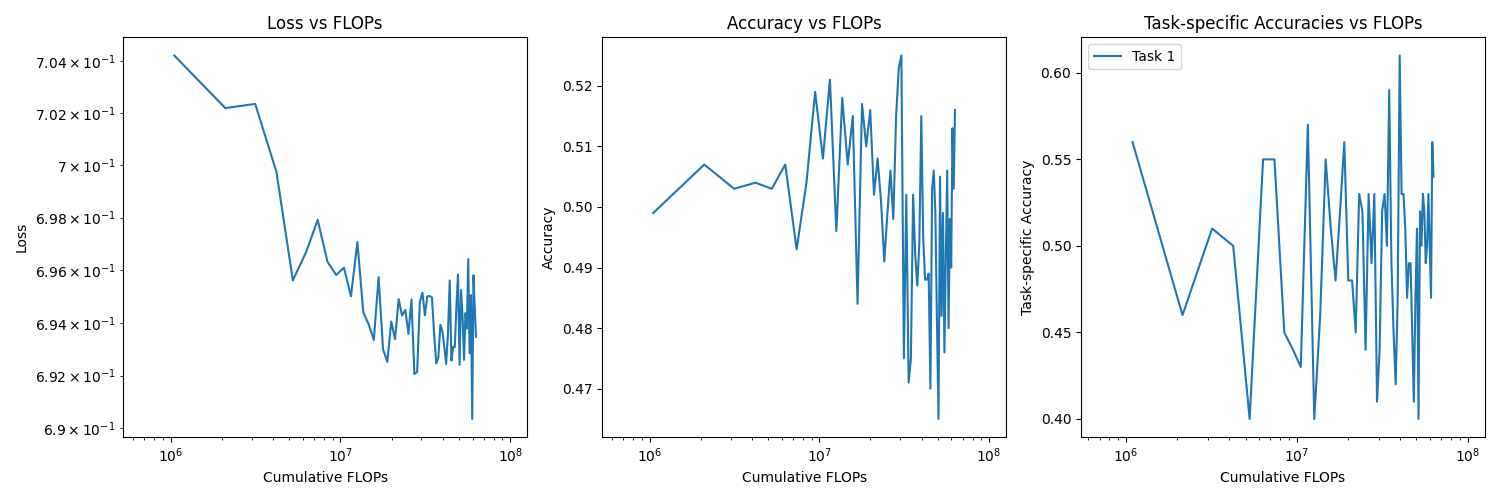 Loss vs FLOPs
7.04 × 10⁻¹
7.02 × 10⁻¹
7 × 10⁻¹
6.98 × 10⁻¹
6.96 × 10⁻¹
6.94 × 10⁻¹
6.92 × 10⁻¹
6.9 × 10⁻¹
Loss
10⁶
10⁷
10⁸
Cumulative FLOPs
Accuracy vs FLOPs
0.52
0.51
0.50
0.49
0.48
0.47
Accuracy
10⁶
10⁷
10⁸
Cumulative FLOPs
Task-specific Accuracies vs FLOPs
Task 1
0.60
0.55
0.50
0.45
0.40
Task-specific Accuracy
10⁶
10⁷
10⁸
Cumulative FLOPs